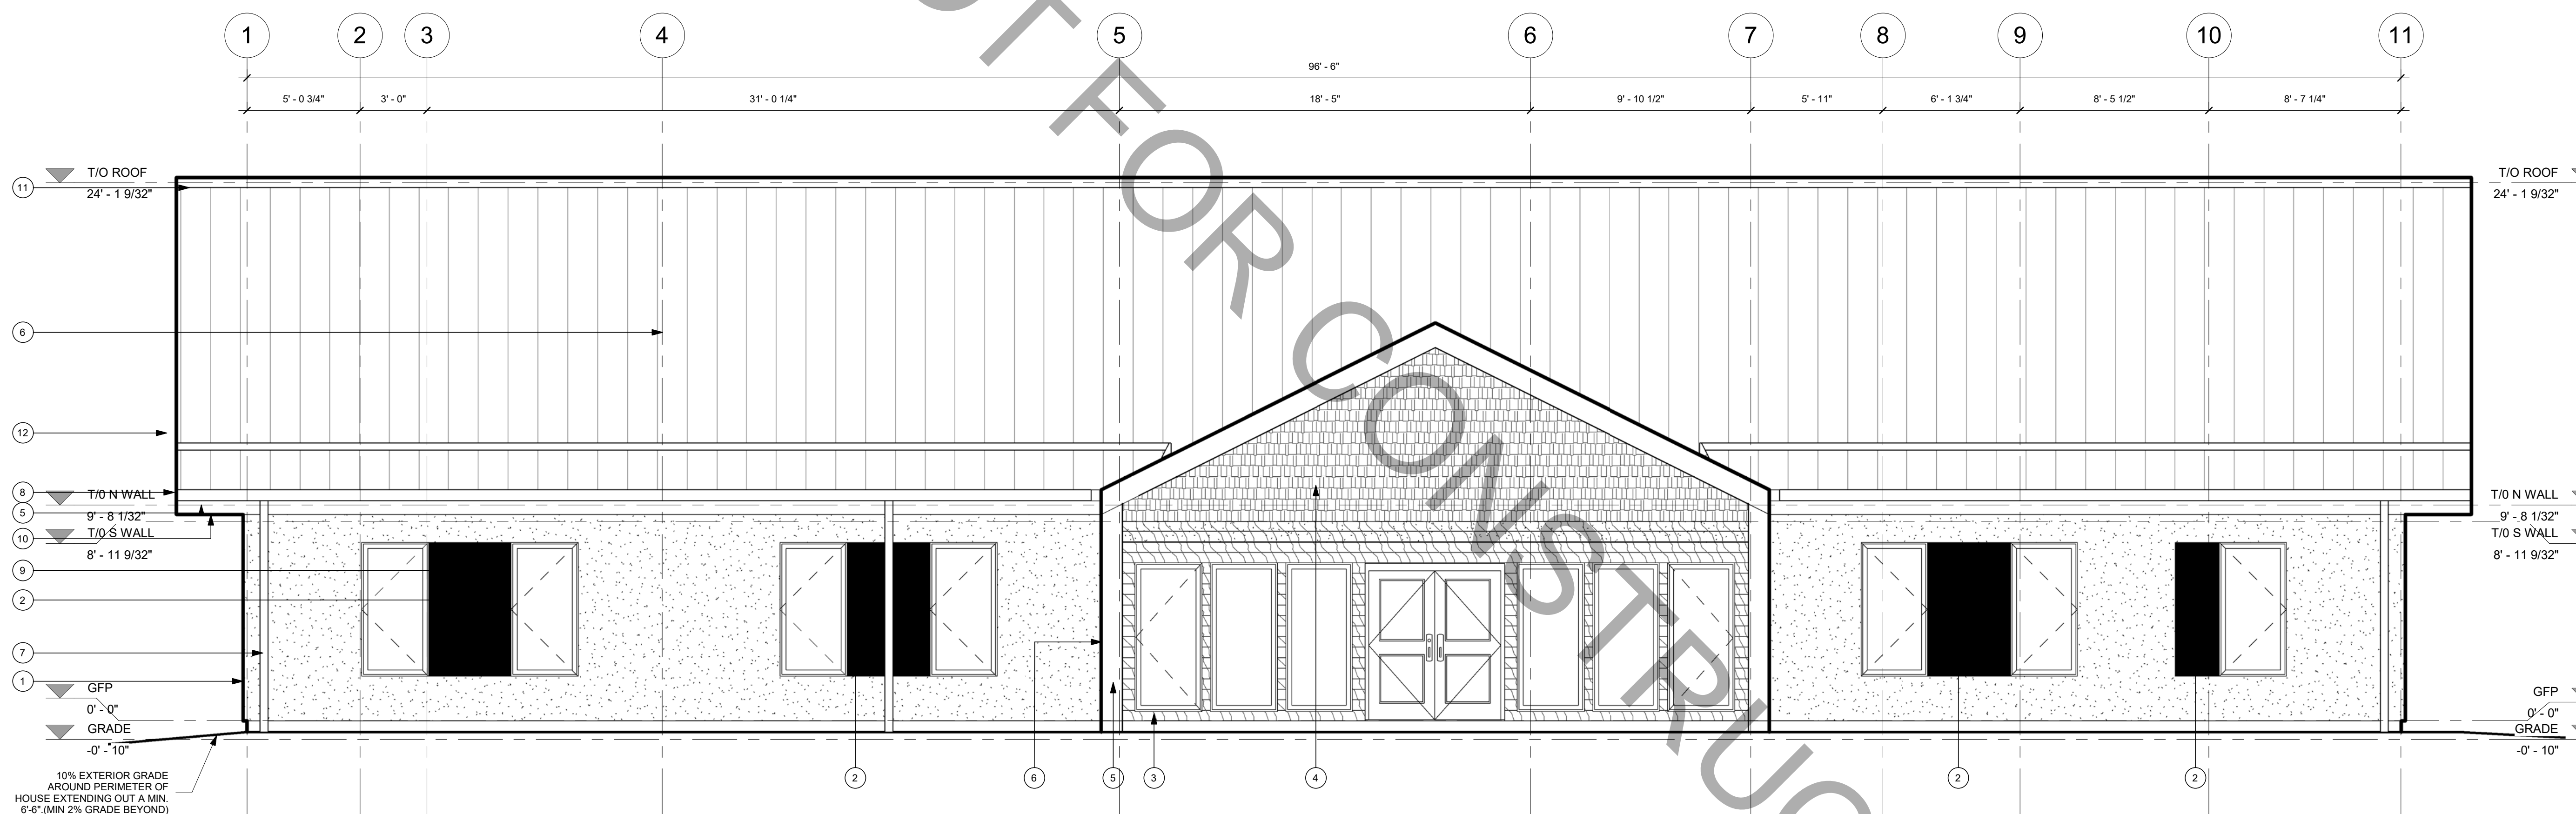 1 2 3 4 5 6 7 8 9 10 11
96' - 6"
5' - 0 3/4" 3' - 0" 31' - 0 1/4" 18' - 5" 9' - 10 1/2" 5' - 11" 6' - 1 3/4" 8' - 5 1/2" 8' - 7 1/4"
T/O ROOF
24' - 1 9/32"
T/O ROOF
24' - 1 9/32"
11
6
12
8
5
10
9
2
7
1
T/0 N WALL
9' - 8 1/32"
T/0 S WALL
8' - 11 9/32"
T/0 N WALL
9' - 8 1/32"
T/0 S WALL
8' - 11 9/32"
GFP
0' - 0"
GRADE
-0' - 10"
GFP
0' - 0"
GRADE
-0' - 10"
2 6 5 3 4 2 2
10% EXTERIOR GRADE
AROUND PERIMETER OF
HOUSE EXTENDING OUT A MIN.
6'-6".(MIN 2% GRADE BEYOND)
FOR